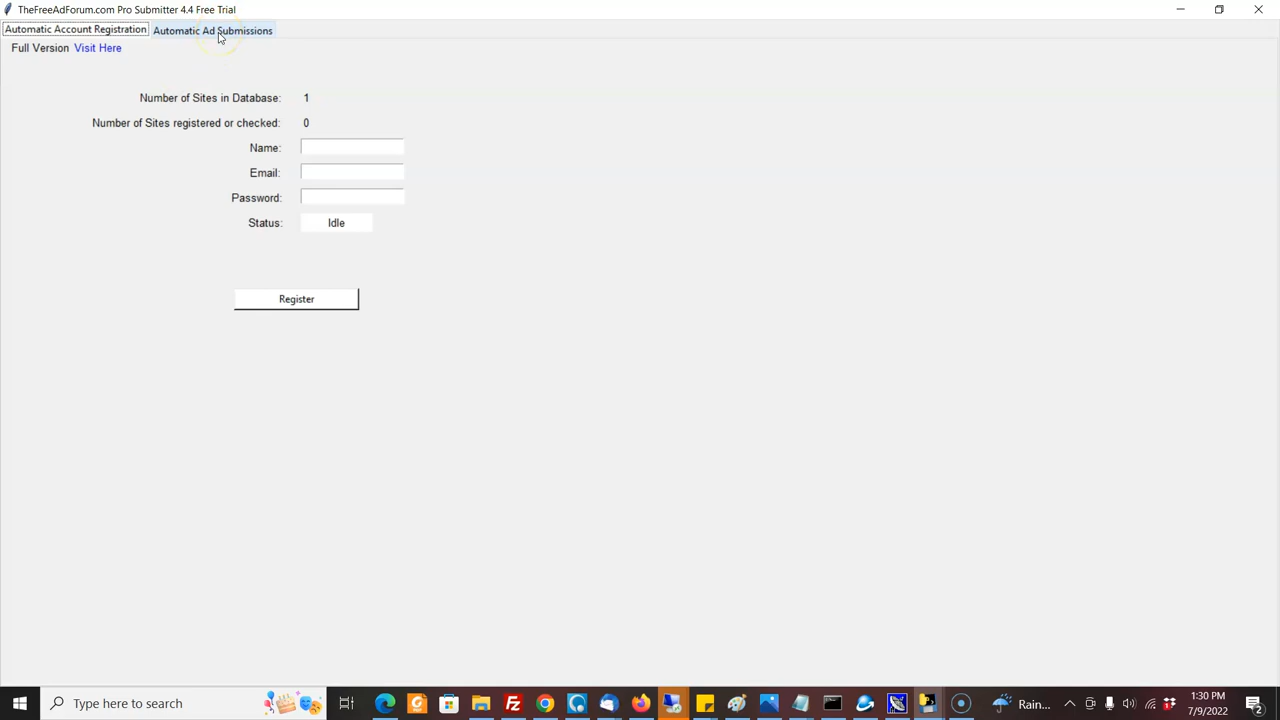 TheFreeAdForum.com Pro Submitter 4.4 Free Trial
Automatic Account Registration
Automatic Ad Submissions
Full Version Visit Here
Number of Sites in Database: 1
Number of Sites registered or checked: 0
Name:
Email:
Password:
Status: Idle
Register
Type here to search
Rain...
1:30 PM
7/9/2022
2